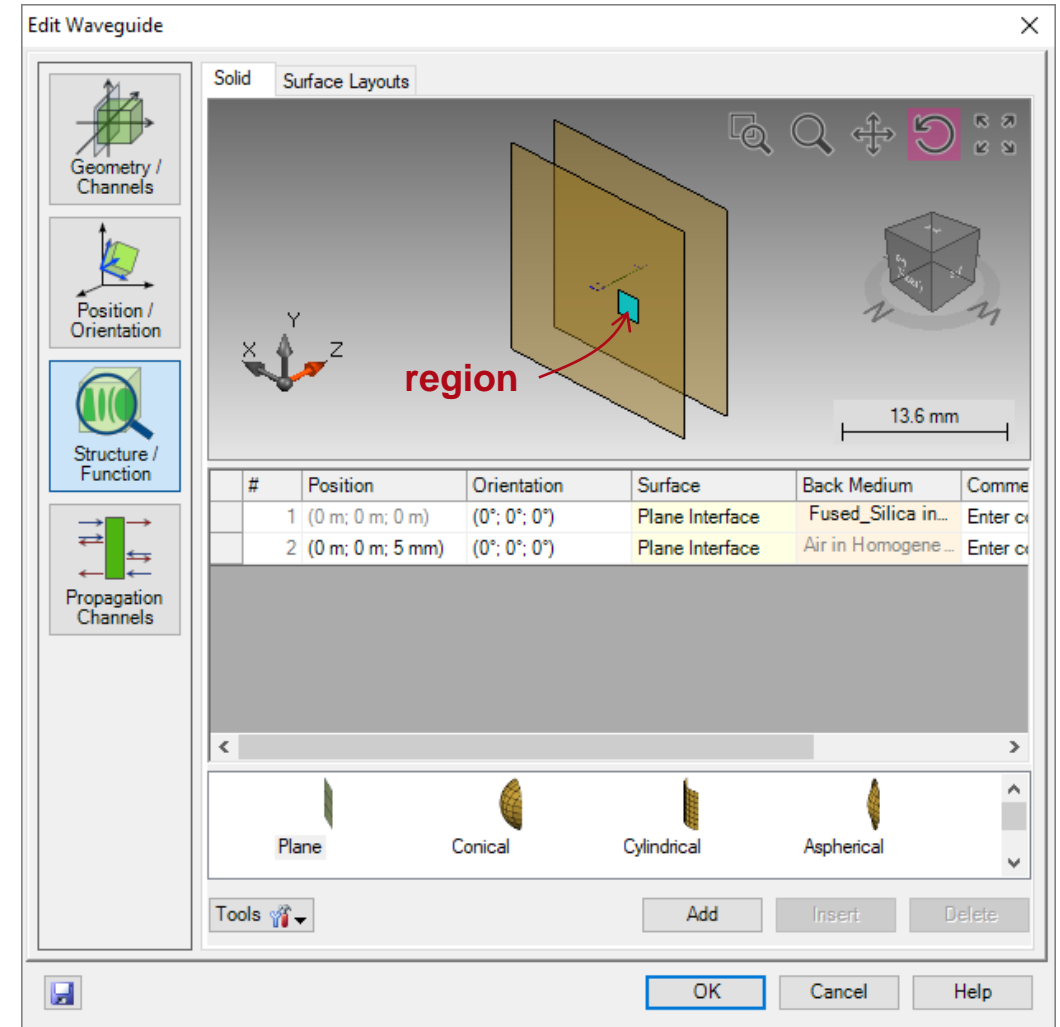 Edit Waveguide
Geometry /
Channels
Position /
Orientation
Structure /
Function
Propagation
Channels
Solid
Surface Layouts
X
Y
Z
region
13.6 mm
# Position Orientation Surface Back Medium Comme
1 (0 m; 0 m; 0 m) (0°; 0°; 0°) Plane Interface Fused_Silica in... Enter co
2 (0 m; 0 m; 5 mm) (0°; 0°; 0°) Plane Interface Air in Homogene... Enter co
Plane
Conical
Cylindrical
Aspherical
Tools
Add
Insert
Delete
OK
Cancel
Help